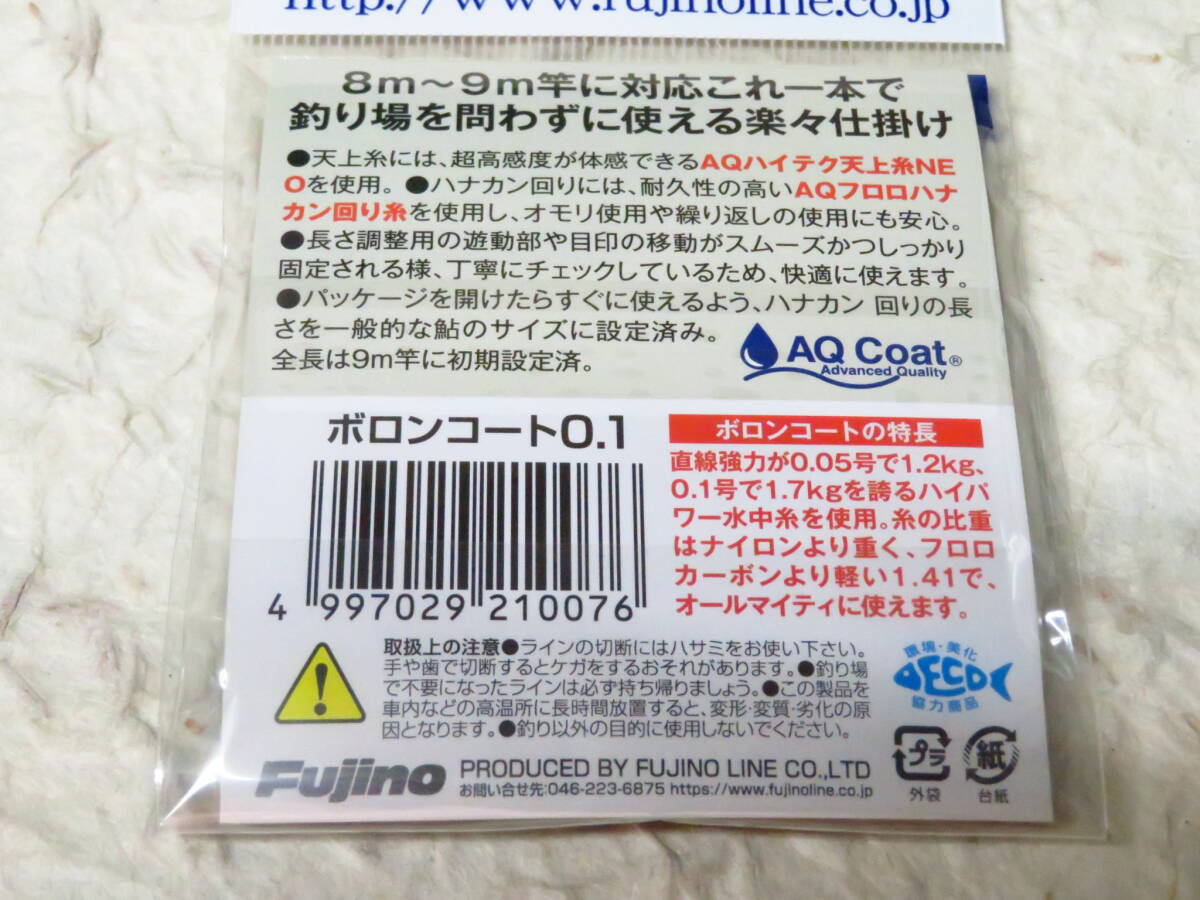 http://www.fujinoline.co.jp
8m〜9m竿に対応これ一本で
釣り場を問わずに使える楽々仕掛け
●天上糸には、超高感度が体感できるAQハイテク天上糸NE
Oを使用。●ハナカン回りには、耐久性の高いAQフロロハナ
カン回り糸を使用し、オモリ使用や繰り返しの使用にも安心。
●長さ調整用の遊動部や目印の移動がスムーズかつしっかり
固定される様、丁寧にチェックしているため、快適に使えます。
●パッケージを開けたらすぐに使えるよう、ハナカン 回りの長
さを一般的な鮎のサイズに設定済み。
全長は9m竿に初期設定済。
AQ Coat®
Advanced Quality
ボロンコート0.1
4 997029 210076
ボロンコートの特長
直線強力が0.05号で1.2kg、
0.1号で1.7kgを誇るハイパ
ワー水中糸を使用。糸の比重
はナイロンより重く、フロロ
カーボンより軽い1.41で、
オールマイティに使えます。
取扱上の注意●ラインの切断にはハサミをお使い下さい。
手や歯で切断するとケガをするおそれがあります。●釣り場
で不要になったラインは必ず持ち帰りましょう。●この製品を
車内などの高温所に長時間放置すると、変形・変質・劣化の原
因となります。●釣り以外の目的に使用しないでください。
環境・美化
ECO
協力商品
プラ
外袋
紙
台紙
Fujino
PRODUCED BY FUJINO LINE CO.,LTD
お問い合せ先:046-223-6875 https://www.fujinoline.co.jp